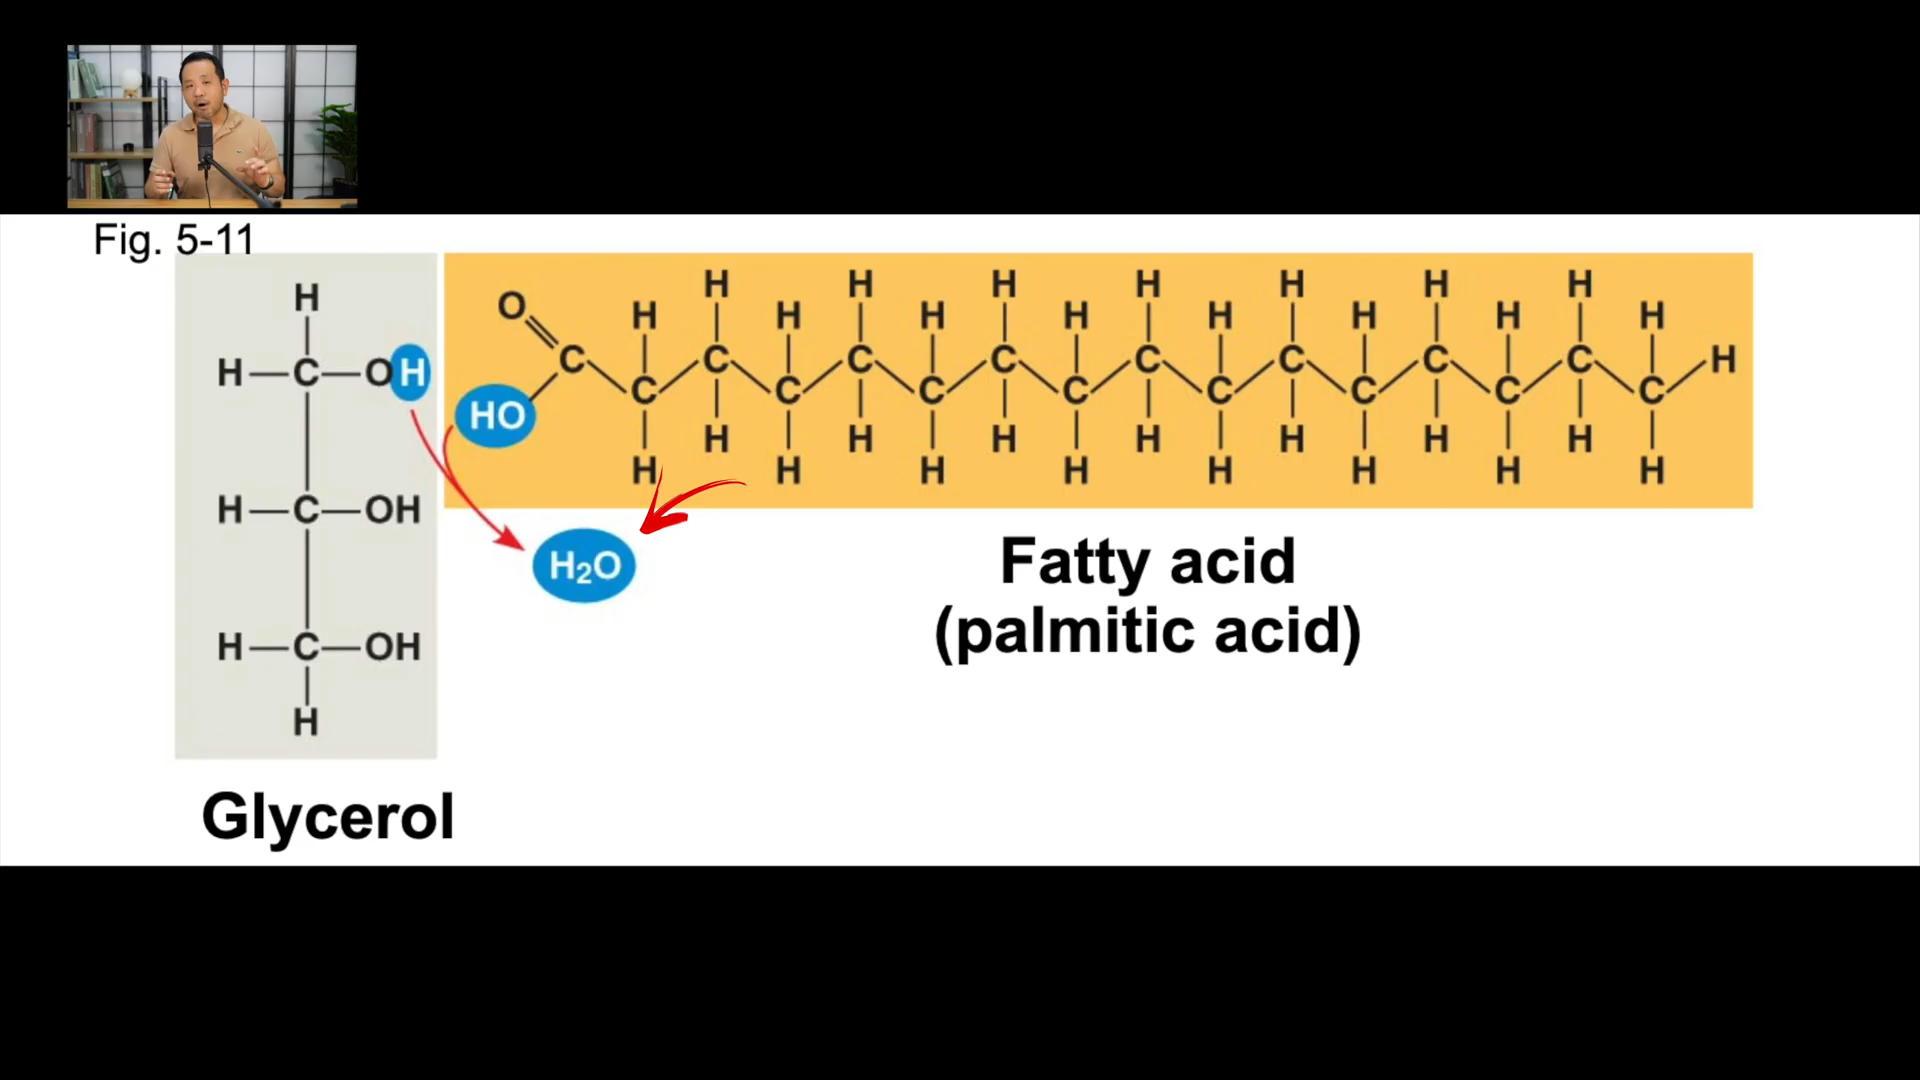 Fig. 5-11
H H H H H H H H
O H H H H H H H H
H—C—OH C C C C C C C C C C C C C C C C H
HO
H H H H H H H
H H H H H H H H
H—C—OH
H₂O
Fatty acid
(palmitic acid)
H—C—OH
H
Glycerol